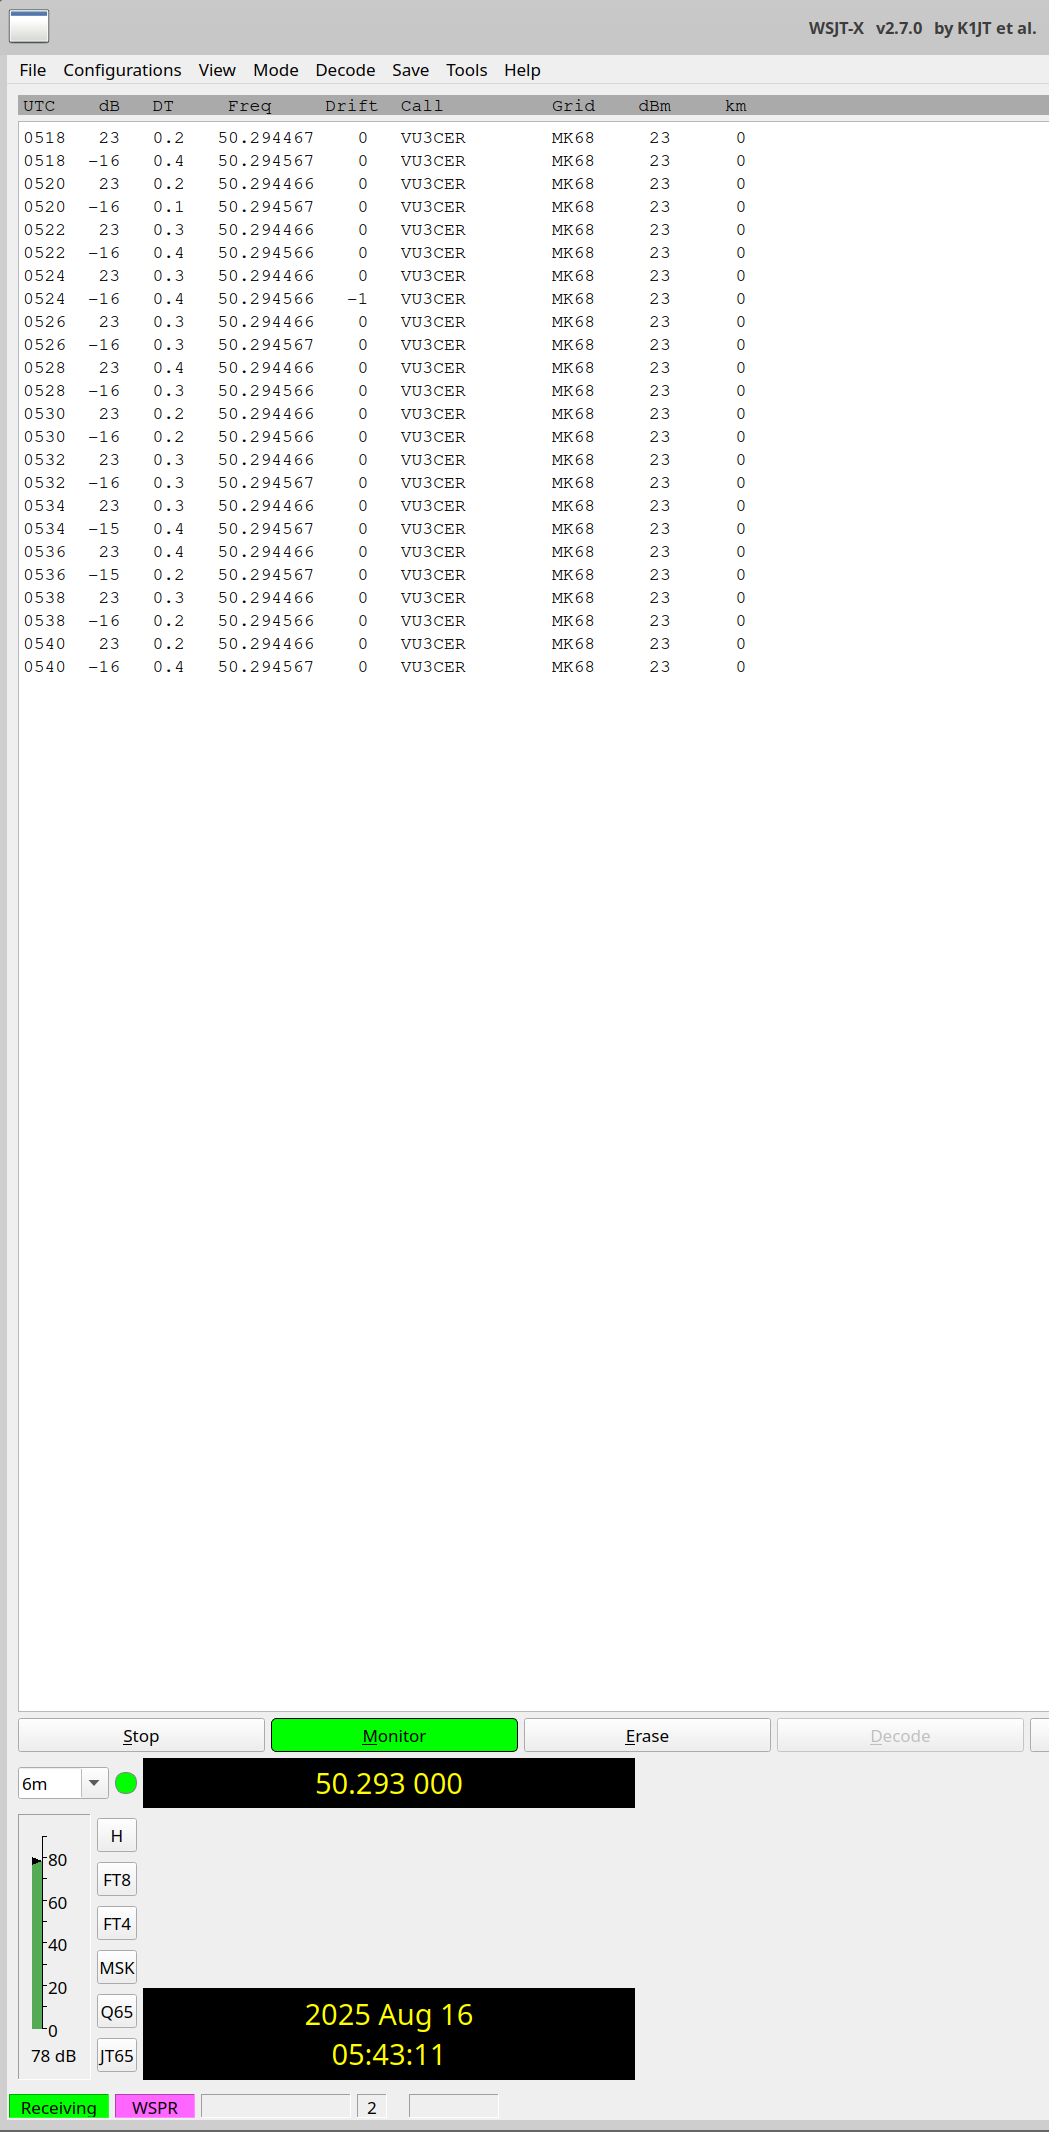 WSJT-X v2.7.0 by K1JT et al.
File Configurations View Mode Decode Save Tools Help
UTC dB DT Freq Drift Call Grid dBm km
0518 23 0.2 50.294467 0 VU3CER MK68 23 0
0518 -16 0.4 50.294567 0 VU3CER MK68 23 0
0520 23 0.2 50.294466 0 VU3CER MK68 23 0
0520 -16 0.1 50.294567 0 VU3CER MK68 23 0
0522 23 0.3 50.294466 0 VU3CER MK68 23 0
0522 -16 0.4 50.294566 0 VU3CER MK68 23 0
0524 23 0.3 50.294466 0 VU3CER MK68 23 0
0524 -16 0.4 50.294566 -1 VU3CER MK68 23 0
0526 23 0.3 50.294466 0 VU3CER MK68 23 0
0526 -16 0.3 50.294567 0 VU3CER MK68 23 0
0528 23 0.4 50.294466 0 VU3CER MK68 23 0
0528 -16 0.3 50.294566 0 VU3CER MK68 23 0
0530 23 0.2 50.294466 0 VU3CER MK68 23 0
0530 -16 0.2 50.294566 0 VU3CER MK68 23 0
0532 23 0.3 50.294466 0 VU3CER MK68 23 0
0532 -16 0.3 50.294567 0 VU3CER MK68 23 0
0534 23 0.3 50.294466 0 VU3CER MK68 23 0
0534 -15 0.4 50.294567 0 VU3CER MK68 23 0
0536 23 0.4 50.294466 0 VU3CER MK68 23 0
0536 -15 0.2 50.294567 0 VU3CER MK68 23 0
0538 23 0.3 50.294466 0 VU3CER MK68 23 0
0538 -16 0.2 50.294566 0 VU3CER MK68 23 0
0540 23 0.2 50.294466 0 VU3CER MK68 23 0
0540 -16 0.4 50.294567 0 VU3CER MK68 23 0
Stop Monitor Erase Decode
6m 50.293 000
H
80
FT8
60
FT4
40
MSK
20
Q65
0
78 dB
JT65
2025 Aug 16
05:43:11
Receiving WSPR 2